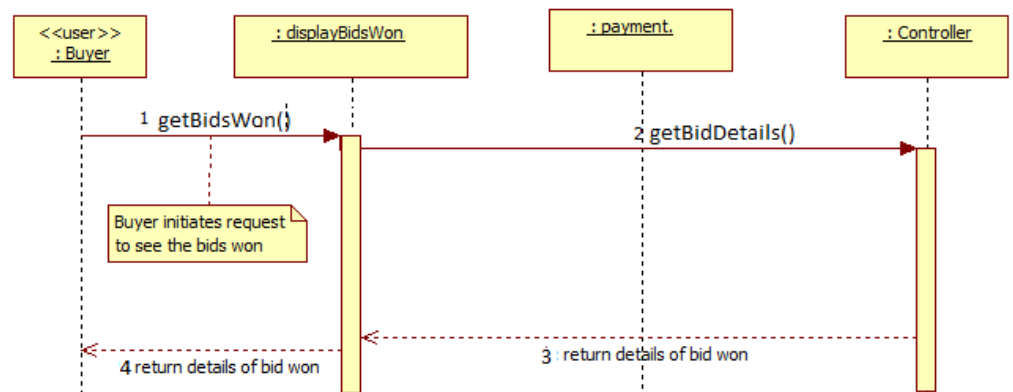 <<user>>
: Buyer
: displayBidsWon
: payment.
: Controller
1 getBidsWon()
2 getBidDetails()
Buyer initiates request
to see the bids won
3 : return details of bid won
4 return details of bid won